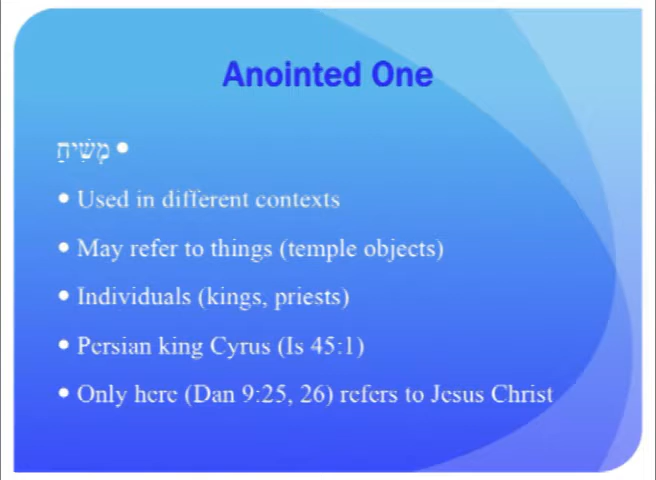 Anointed One
• מְשִׁיחַ
• Used in different contexts
• May refer to things (temple objects)
• Individuals (kings, priests)
• Persian king Cyrus (Is 45:1)
• Only here (Dan 9:25, 26) refers to Jesus Christ